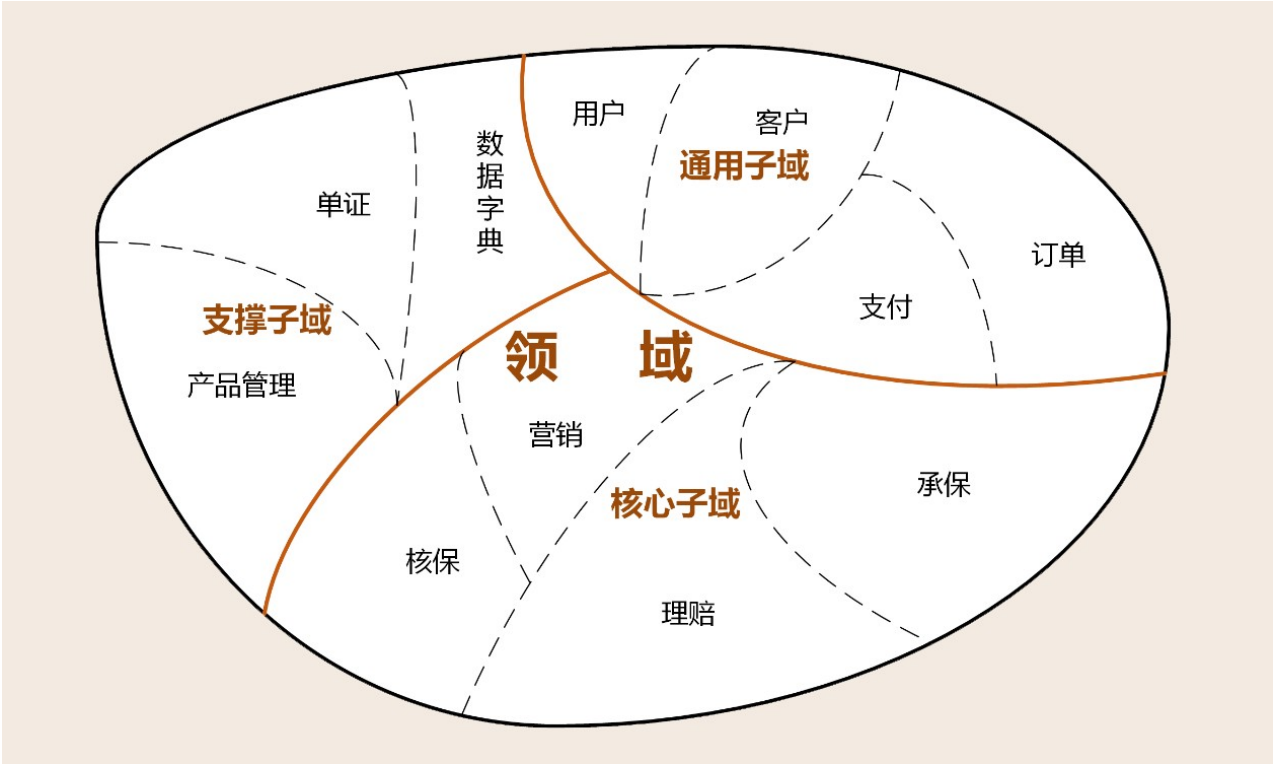 用户
客户
通用子域
数据字典
单证
订单
支付
支撑子域
产品管理
领 域
营销
核心子域
承保
核保
理赔